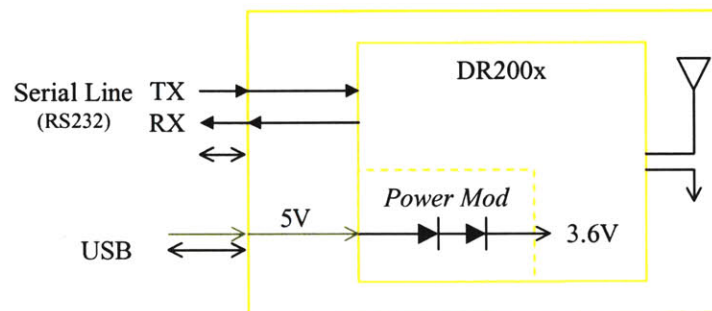 DR200x
Serial Line TX
(RS232) RX
Power Mod
5V
3.6V
USB